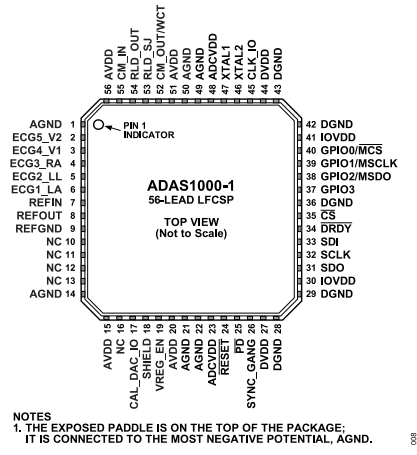 56 AVDD
55 CM_IN
54 RLD_OUT
53 RLD_SJ
52 CM_OUT/WCT
51 AVDD
50 AGND
49 AGND
48 ADCVDD
47 XTAL1
46 XTAL2
45 CLK_IO
44 DVDD
43 DGND
AGND 1
ECG5_V2 2
ECG4_V1 3
ECG3_RA 4
ECG2_LL 5
ECG1_LA 6
REFIN 7
REFOUT 8
REFGND 9
NC 10
NC 11
NC 12
NC 13
AGND 14
PIN 1
INDICATOR
ADAS1000-1
56-LEAD LFCSP
TOP VIEW
(Not to Scale)
42 DGND
41 IOVDD
40 GPIO0/MCS
39 GPIO1/MSCLK
38 GPIO2/MSDO
37 GPIO3
36 DGND
35 CS
34 DRDY
33 SDI
32 SCLK
31 SDO
30 IOVDD
29 DGND
AVDD 15
NC 16
CAL_DAC_IO 17
SHIELD 18
VREG_EN 19
AVDD 20
AGND 21
AGND 22
ADCVDD 23
RESET 24
PD 25
SYNC_GANG 26
DVDD 27
DGND 28
NOTES
1. THE EXPOSED PADDLE IS ON THE TOP OF THE PACKAGE;
IT IS CONNECTED TO THE MOST NEGATIVE POTENTIAL, AGND.
008